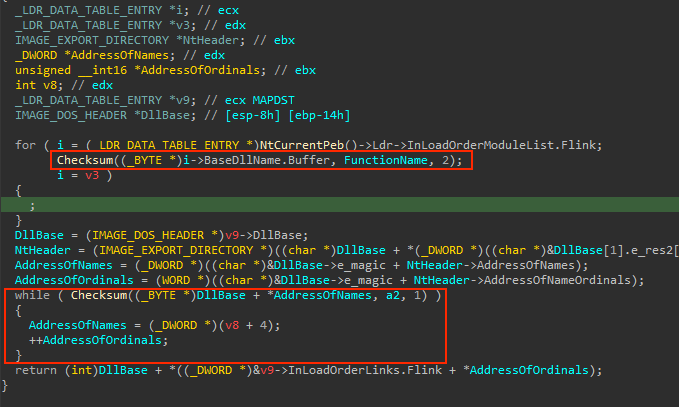 _LDR_DATA_TABLE_ENTRY *i; // ecx
_LDR_DATA_TABLE_ENTRY *v3; // edx
IMAGE_EXPORT_DIRECTORY *NtHeader; // ebx
_DWORD *AddressOfNames; // edx
unsigned __int16 *AddressOfOrdinals; // ebx
int v8; // edx
_LDR_DATA_TABLE_ENTRY *v9; // ecx MAPDST
IMAGE_DOS_HEADER *DllBase; // [esp-8h] [ebp-14h]
for ( i = (_LDR_DATA_TABLE_ENTRY *)NtCurrentPeb()->Ldr->InLoadOrderModuleList.Flink;
Checksum((_BYTE *)i->BaseDllName.Buffer, FunctionName, 2);
i = v3 )
{
;
}
DllBase = (IMAGE_DOS_HEADER *)v9->DllBase;
NtHeader = (IMAGE_EXPORT_DIRECTORY *)((char *)DllBase + *(_DWORD *)((char *)&DllBase[1].e_res2[
AddressOfNames = (_DWORD *)((char *)&DllBase->e_magic + NtHeader->AddressOfNames);
AddressOfOrdinals = (WORD *)((char *)&DllBase->e_magic + NtHeader->AddressOfNameOrdinals);
while ( Checksum((_BYTE *)DllBase + *AddressOfNames, a2, 1) )
{
AddressOfNames = (_DWORD *)(v8 + 4);
++AddressOfOrdinals;
}
return (int)DllBase + *((_DWORD *)&v9->InLoadOrderLinks.Flink + *AddressOfOrdinals);
}